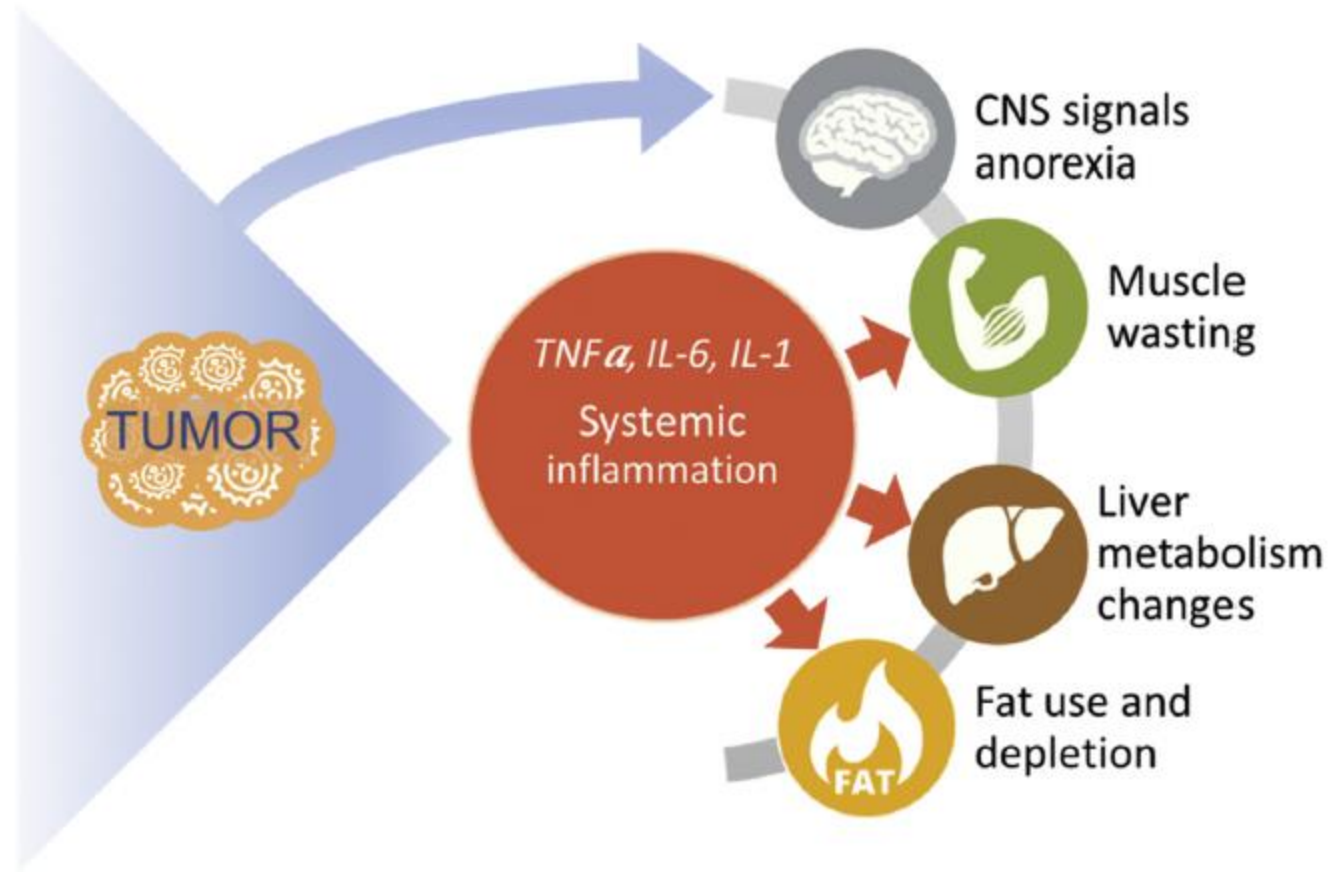 CNS signals
anorexia
Muscle
wasting
TNFα, IL-6, IL-1
Systemic
inflammation
TUMOR
Liver
metabolism
changes
Fat use and
depletion
FAT